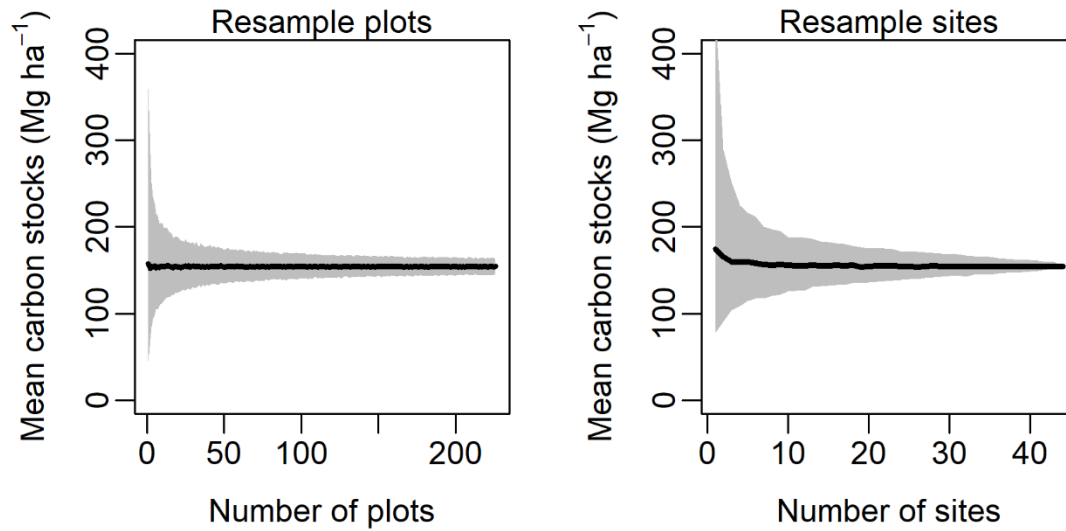 Resample plots
Mean carbon stocks (Mg ha⁻¹)
400
300
200
100
0
0 50 100 200
Number of plots
Resample sites
Mean carbon stocks (Mg ha⁻¹)
400
300
200
100
0
0 10 20 30 40
Number of sites